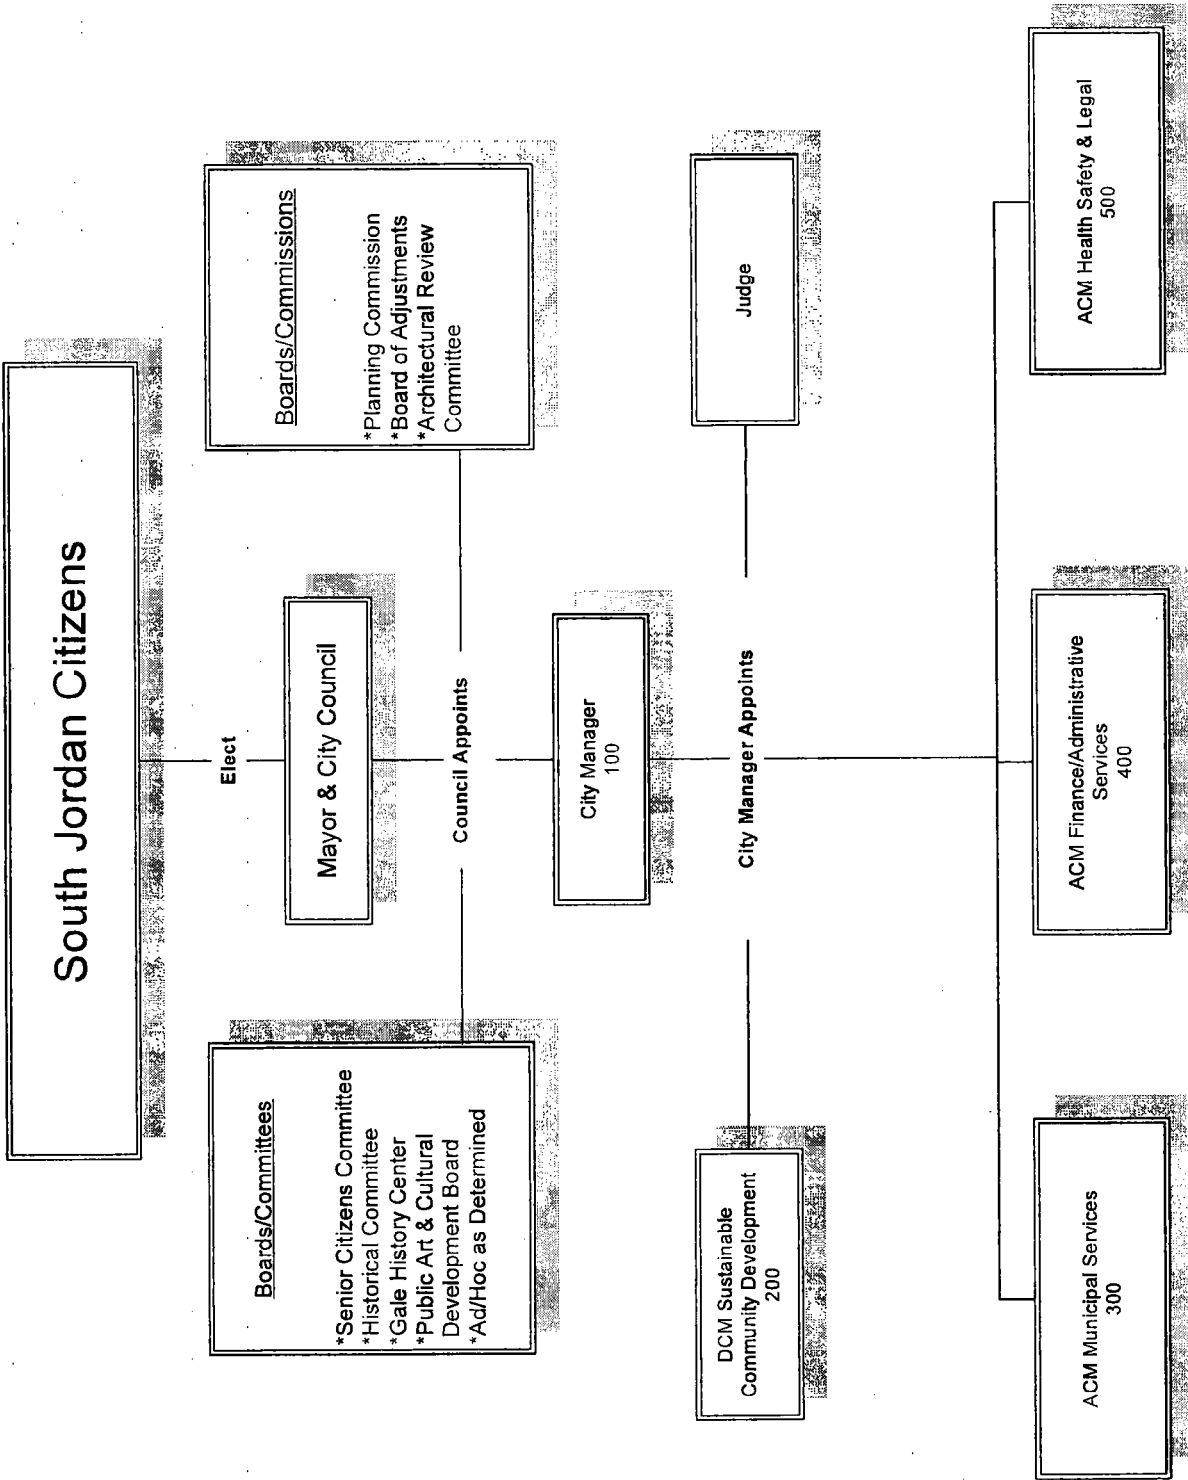 South Jordan Citizens
Elect
Mayor & City Council
Boards/Committees
*Senior Citizens Committee
*Historical Committee
*Gale History Center
*Public Art & Cultural
Development Board
*Ad/Hoc as Determined
Council Appoints
Boards/Commissions
*Planning Commission
*Board of Adjustments
*Architectural Review
Committee
City Manager
100
City Manager Appoints
DCM Sustainable
Community Development
200
Judge
ACM Municipal Services
300
ACM Finance/Administrative
Services
400
ACM Health Safety & Legal
500